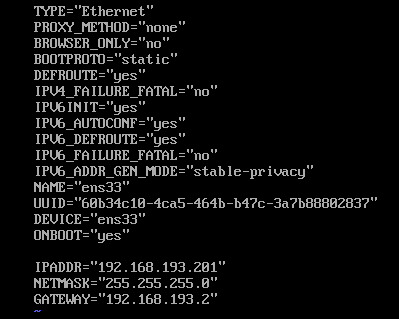 TYPE="Ethernet"
PROXY_METHOD="none"
BROWSER_ONLY="no"
BOOTPROTO="static"
DEFROUTE="yes"
IPV4_FAILURE_FATAL="no"
IPV6INIT="yes"
IPV6_AUTOCONF="yes"
IPV6_DEFROUTE="yes"
IPV6_FAILURE_FATAL="no"
IPV6_ADDR_GEN_MODE="stable-privacy"
NAME="ens33"
UUID="60b34c10-4ca5-464b-b47c-3a7b88802837"
DEVICE="ens33"
ONBOOT="yes"

IPADDR="192.168.193.201"
NETMASK="255.255.255.0"
GATEWAY="192.168.193.2"
~